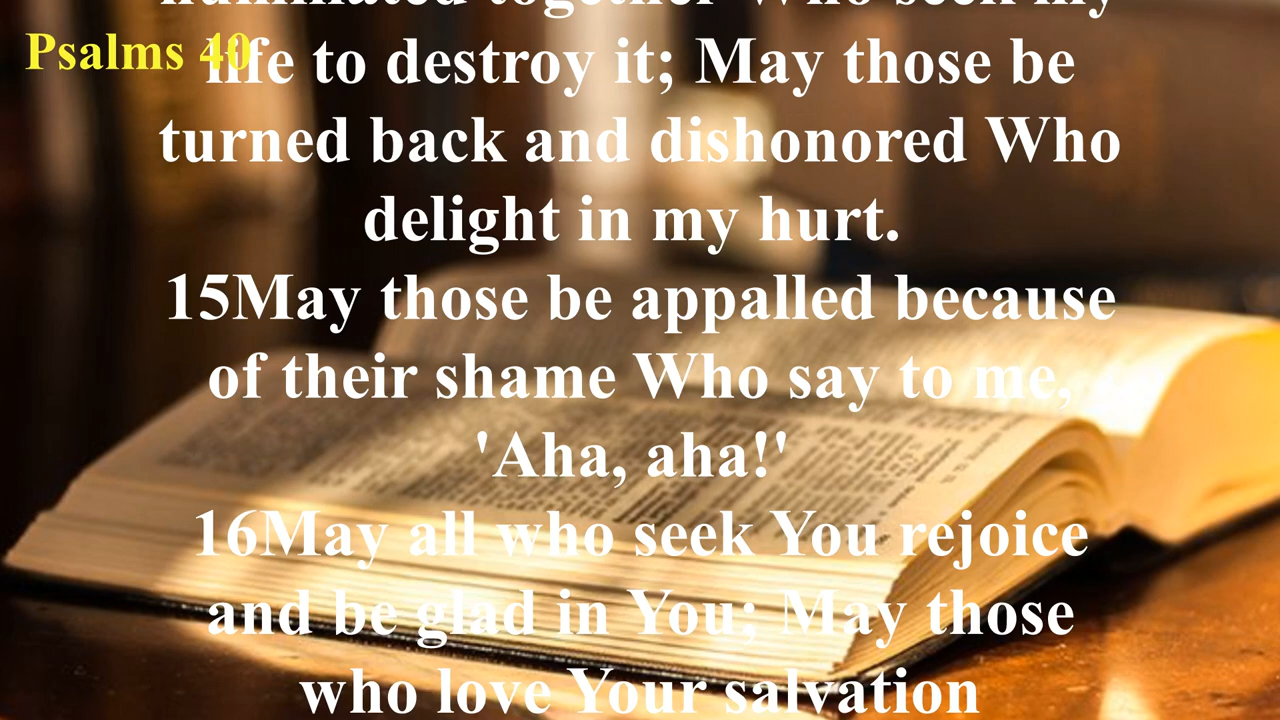 Psalms 40
humiliated together Who seek my
life to destroy it; May those be
turned back and dishonored Who
delight in my hurt.
15May those be appalled because
of their shame Who say to me,
'Aha, aha!'
16May all who seek You rejoice
and be glad in You; May those
who love Your salvation